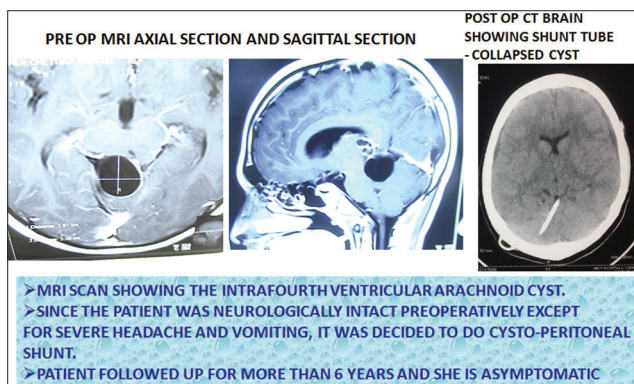 PRE OP MRI AXIAL SECTION AND SAGITTAL SECTION
POST OP CT BRAIN
SHOWING SHUNT TUBE
- COLLAPSED CYST
➢MRI SCAN SHOWING THE INTRAFOURTH VENTRICULAR ARACHNOID CYST.
➢SINCE THE PATIENT WAS NEUROLOGICALLY INTACT PREOPERATIVELY EXCEPT
FOR SEVERE HEADACHE AND VOMITING, IT WAS DECIDED TO DO CYSTO-PERITONEAL
SHUNT.
➢PATIENT FOLLOWED UP FOR MORE THAN 6 YEARS AND SHE IS ASYMPTOMATIC